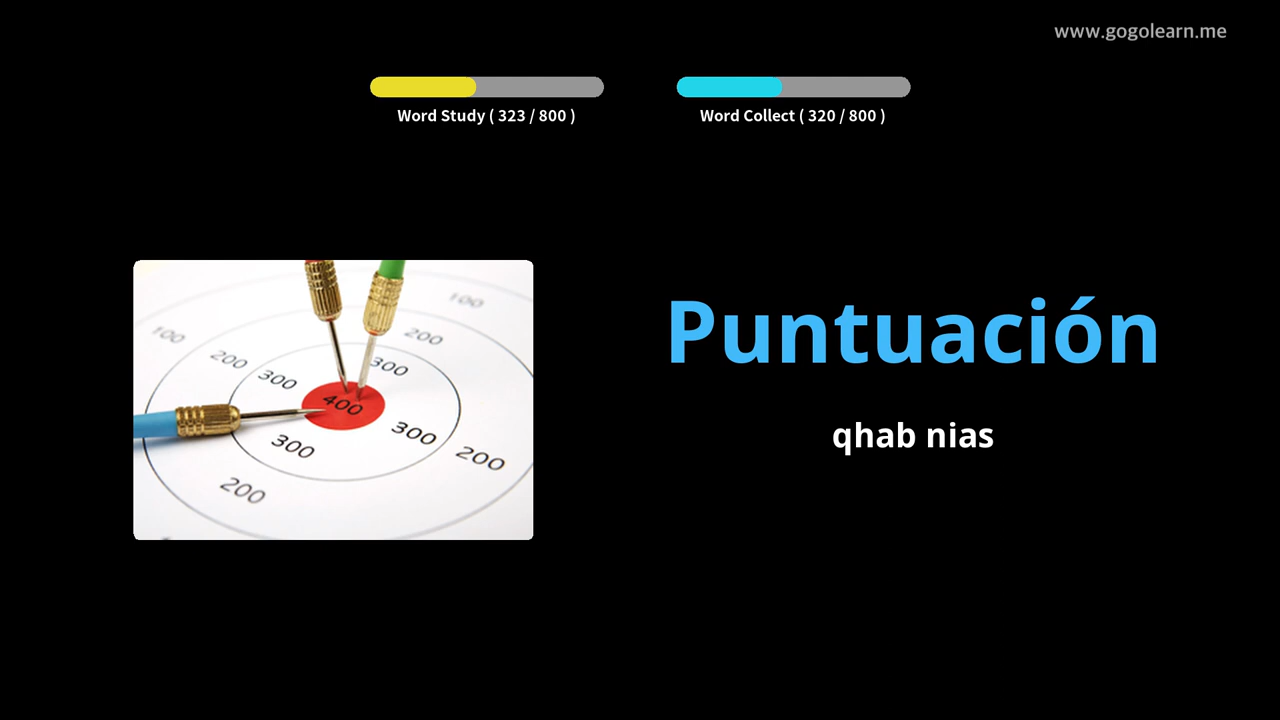 www.gogolearn.me
Word Study ( 323 / 800 )
Word Collect ( 320 / 800 )
100
100
200
200
300
300
400
300
300
200
200
Puntuación
qhab nias